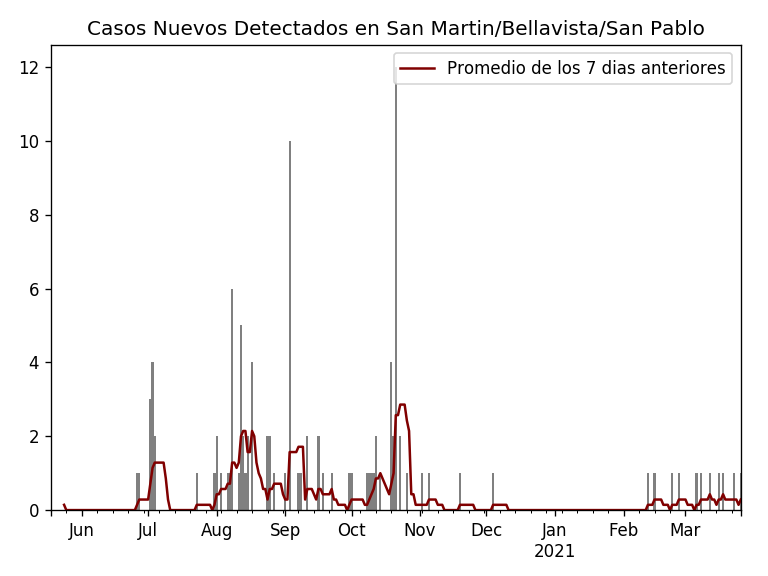 Casos Nuevos Detectados en San Martin/Bellavista/San Pablo
Promedio de los 7 dias anteriores
12
10
8
6
4
2
0
Jun Jul Aug Sep Oct Nov Dec Jan Feb Mar
2021